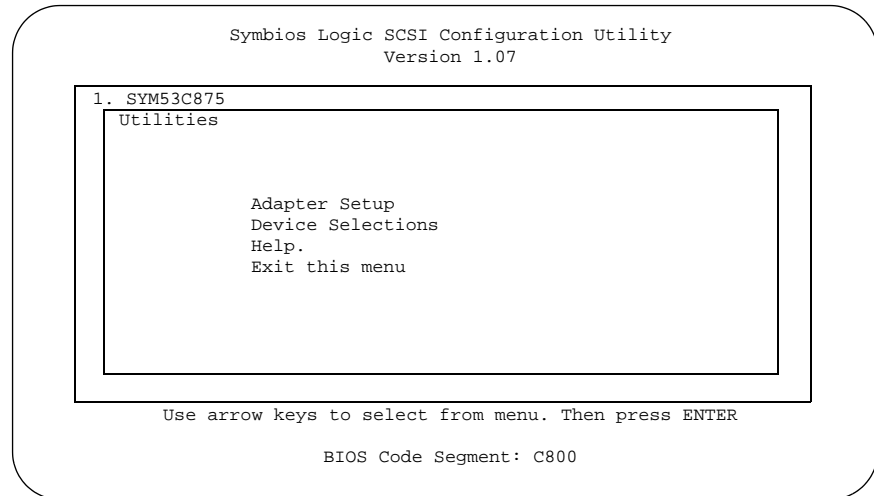 Symbios Logic SCSI Configuration Utility
Version 1.07
1. SYM53C875
Utilities
Adapter Setup
Device Selections
Help.
Exit this menu
Use arrow keys to select from menu. Then press ENTER
BIOS Code Segment: C800